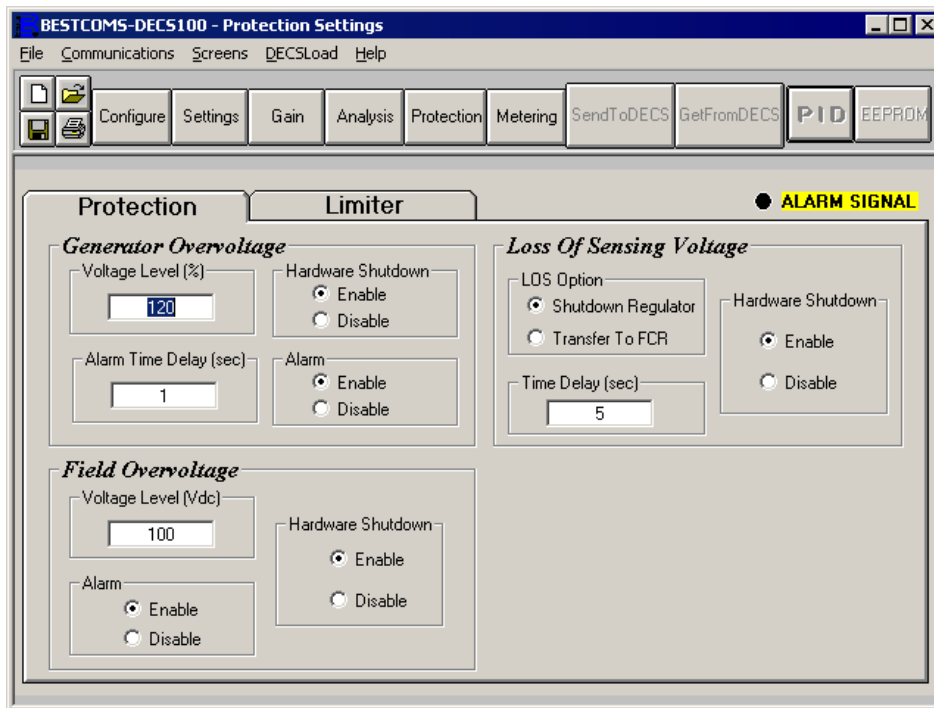 BESTCOMS-DECS100 - Protection Settings
File Communications Screens DECSLoad Help
Configure Settings Gain Analysis Protection Metering SendToDECS GetFromDECS PID EEPROM
Protection Limiter ALARM SIGNAL
Generator Overvoltage
Voltage Level (%)
120
Hardware Shutdown
Enable
Disable
Alarm Time Delay (sec)
1
Alarm
Enable
Disable
Loss Of Sensing Voltage
LOS Option
Shutdown Regulator
Transfer To FCR
Hardware Shutdown
Enable
Disable
Time Delay (sec)
5
Field Overvoltage
Voltage Level (Vdc)
100
Hardware Shutdown
Enable
Disable
Alarm
Enable
Disable